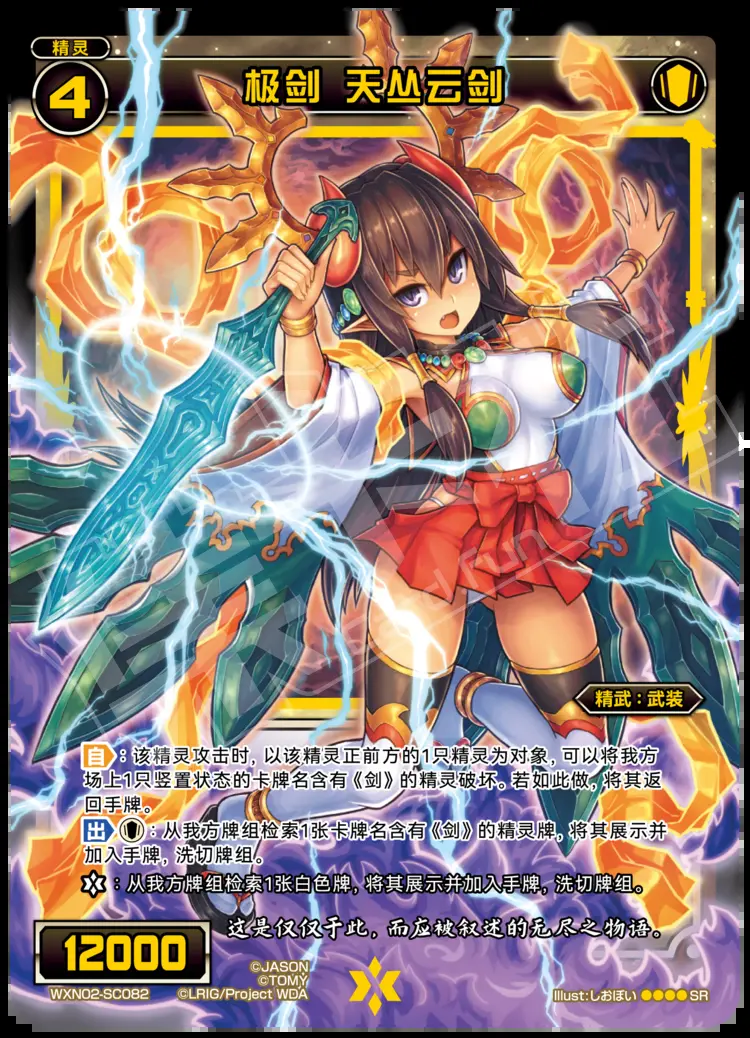 精灵
4
极剑 天丛云剑
精武：武装
自：该精灵攻击时，以该精灵正前方的1只精灵为对象，可以将我方
场上1只竖置状态的卡牌名含有《剑》的精灵破坏。若如此做，将其返
回手牌。
出：从我方牌组检索1张卡牌名含有《剑》的精灵牌，将其展示并
加入手牌，洗切牌组。
：从我方牌组检索1张白色牌，将其展示并加入手牌，洗切牌组。
这是仅仅于此，而应被叙述的无尽之物语。
12000
©JASON
©TOMY
WXN02-SC082 ©LRIG/Project WDA
Illust:しおぼい SR